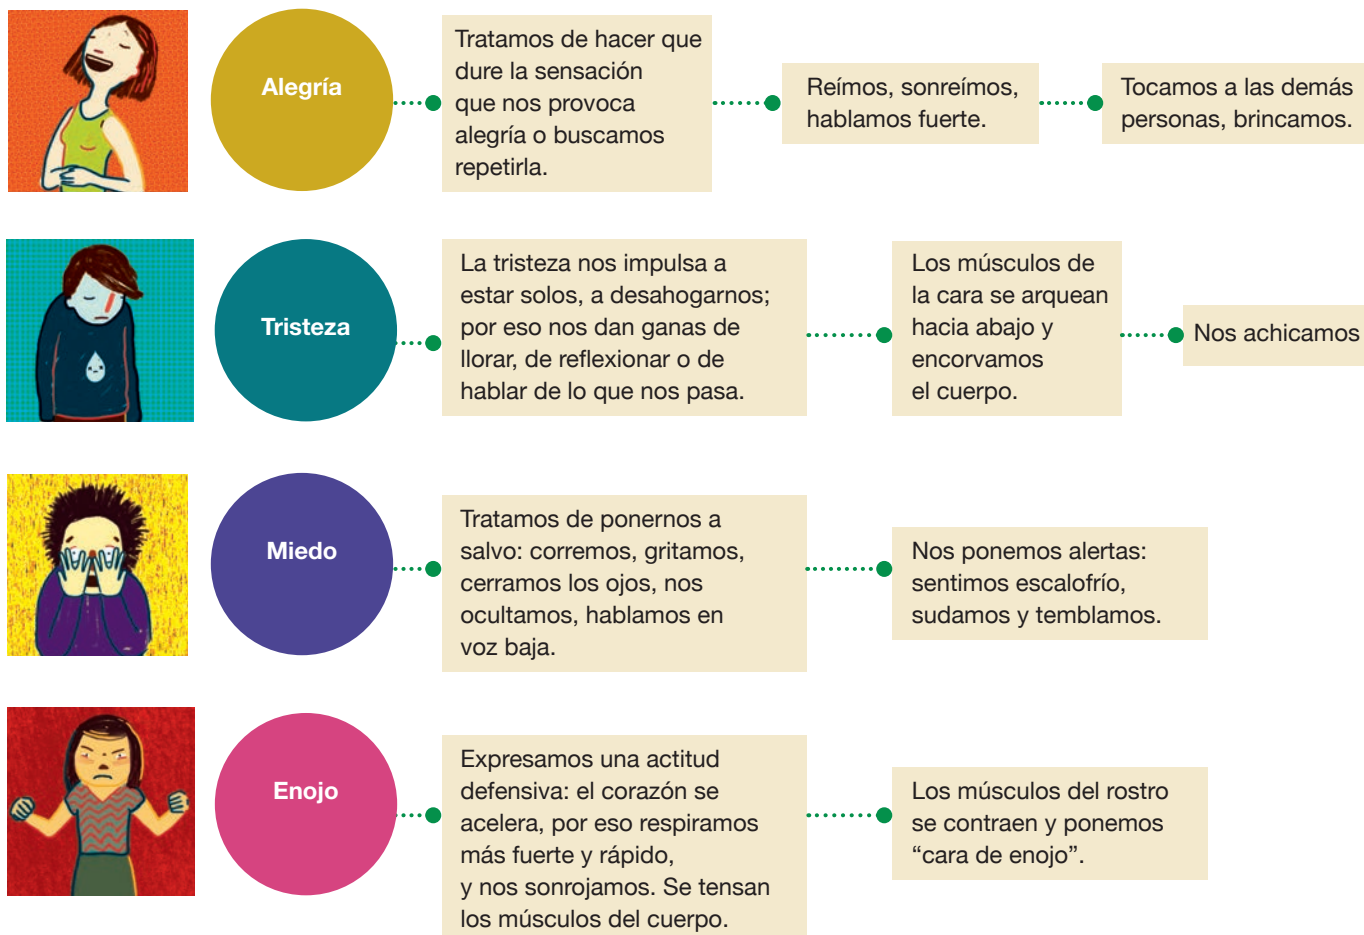 Alegría
Tratamos de hacer que
dure la sensación
que nos provoca
alegría o buscamos
repetirla.
Reímos, sonreímos,
hablamos fuerte.
Tocamos a las demás
personas, brincamos.
Tristeza
La tristeza nos impulsa a
estar solos, a desahogarnos;
por eso nos dan ganas de
llorar, de reflexionar o de
hablar de lo que nos pasa.
Los músculos de
la cara se arquean
hacia abajo y
encorvamos
el cuerpo.
Nos achicamos
Miedo
Tratamos de ponernos a
salvo: corremos, gritamos,
cerramos los ojos, nos
ocultamos, hablamos en
voz baja.
Nos ponemos alertas:
sentimos escalofrío,
sudamos y temblamos.
Enojo
Expresamos una actitud
defensiva: el corazón se
acelera, por eso respiramos
más fuerte y rápido,
y nos sonrojamos. Se tensan
los músculos del cuerpo.
Los músculos del rostro
se contraen y ponemos
“cara de enojo”.